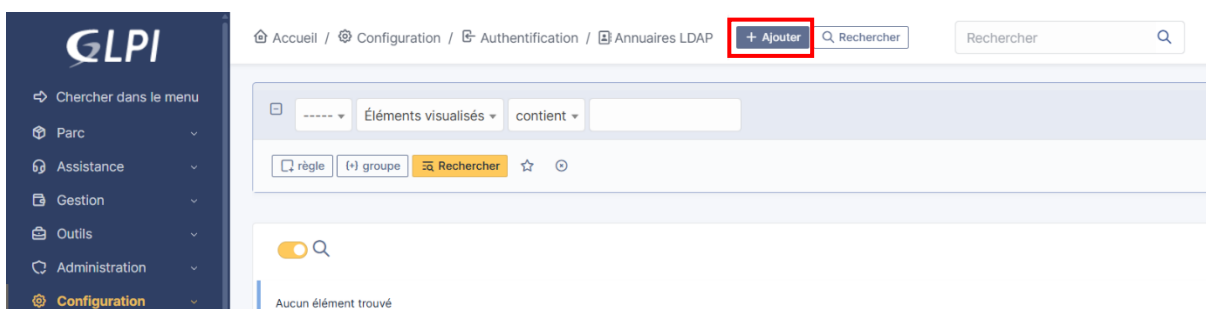 GLPI
Accueil / Configuration / Authentification / Annuaires LDAP + Ajouter Rechercher Rechercher
Chercher dans le menu
Parc
Assistance
Gestion
Outils
Administration
Configuration
----- Éléments visualisés contient
règle (+) groupe Rechercher
Aucun élément trouvé